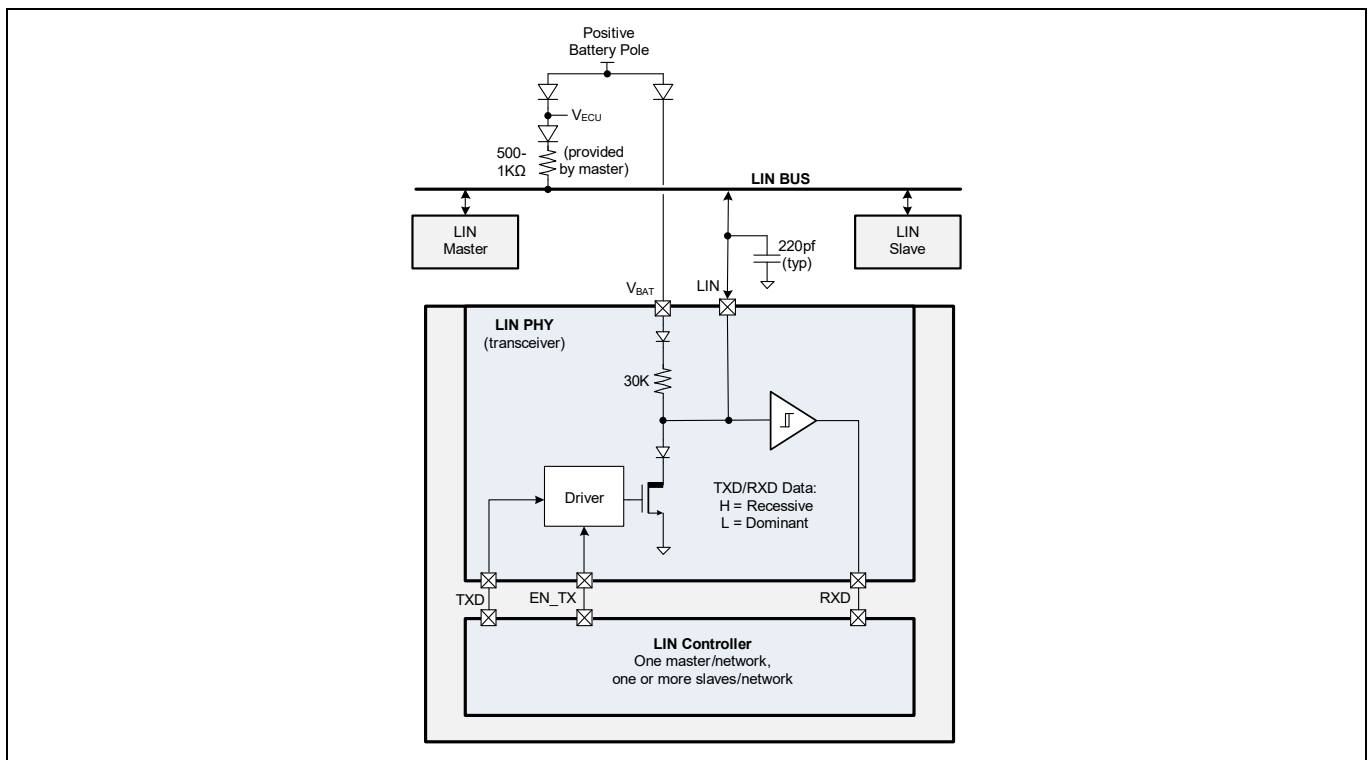 Positive
Battery Pole
VECU
500-
1KΩ
(provided
by master)
LIN BUS
LIN
Master
LIN
Slave
220pf
(typ)
VBAT
LIN
LIN PHY
(transceiver)
30K
Driver
TXD/RXD Data:
H = Recessive
L = Dominant
TXD
EN_TX
RXD
LIN Controller
One master/network,
one or more slaves/network